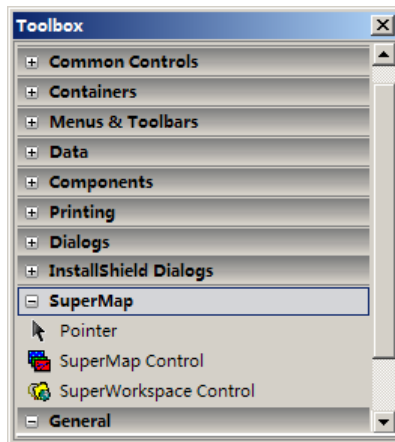 Toolbox
Common Controls
Containers
Menus & Toolbars
Data
Components
Printing
Dialogs
InstallShield Dialogs
SuperMap
Pointer
SuperMap Control
SuperWorkspace Control
General